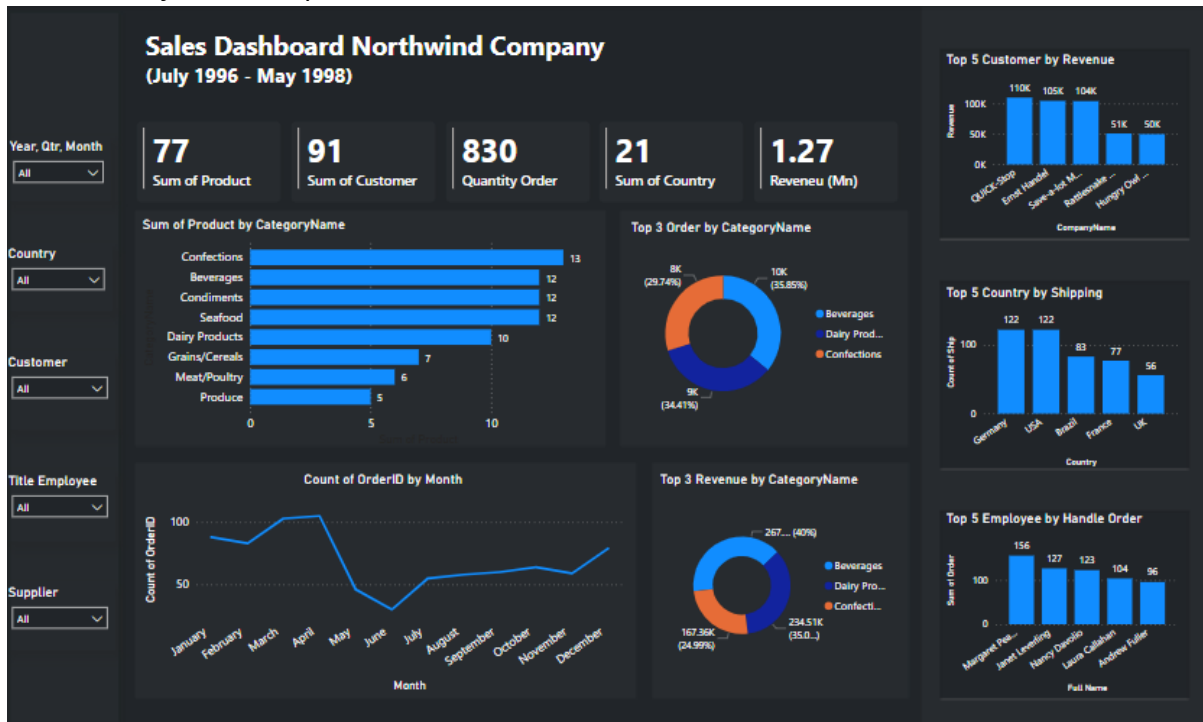 Sales Dashboard Northwind Company
(July 1996 - May 1998)
Year, Qtr, Month
All
Country
All
Customer
All
Title Employee
All
Supplier
All
77
Sum of Product
91
Sum of Customer
830
Quantity Order
21
Sum of Country
1.27
Reveneu (Mn)
Sum of Product by CategoryName
Confections
13
Beverages
12
Condiments
12
Seafood
12
Dairy Products
10
Grains/Cereals
7
Meat/Poultry
6
Produce
5
0
5
10
Top 3 Order by CategoryName
8K
(29.74%)
10K
(35.85%)
9K
(34.41%)
Beverages
Dairy Prod...
Confections
Count of OrderID by Month
Count of OrderID
100
50
January
February
March
April
May
June
July
August
September
October
November
December
Month
Top 3 Revenue by CategoryName
267.... (40%)
167.36K
(24.99%)
234.51K
(35.0...)
Beverages
Dairy Pro...
Confecti...
Top 5 Customer by Revenue
Revenue
100K
50K
0K
110K
105K
104K
51K
50K
QUICK-Stop
Ernst Handel
Save-a-lot M...
Rattlesnake ...
Hungry Owl ...
CompanyName
Top 5 Country by Shipping
Count of Ship
100
0
122
122
83
77
56
Germany
USA
Brazil
France
UK
Country
Top 5 Employee by Handle Order
Sum of Order
100
0
156
127
123
104
96
Margaret Pea...
Janet Leverling
Nancy Davolio
Laura Callahan
Andrew Fuller
Full Name